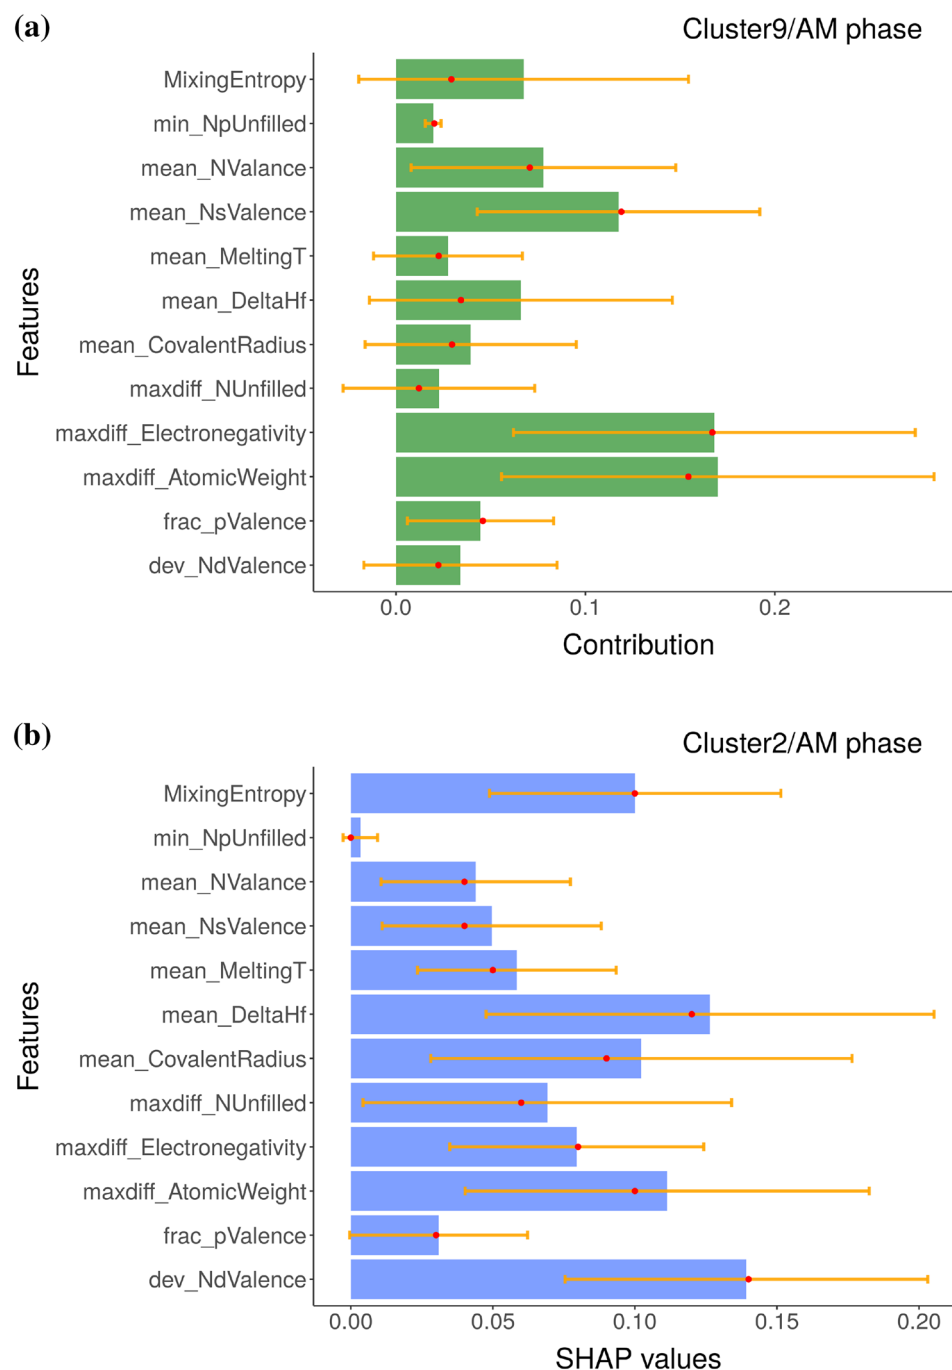 (a)
Cluster9/AM phase
Features
MixingEntropy
min_NpUnfilled
mean_NValance
mean_NsValence
mean_MeltingT
mean_DeltaHf
mean_CovalentRadius
maxdiff_NUnfilled
maxdiff_Electronegativity
maxdiff_AtomicWeight
frac_pValence
dev_NdValence
0.0 0.1 0.2
Contribution
(b)
Cluster2/AM phase
Features
MixingEntropy
min_NpUnfilled
mean_NValance
mean_NsValence
mean_MeltingT
mean_DeltaHf
mean_CovalentRadius
maxdiff_NUnfilled
maxdiff_Electronegativity
maxdiff_AtomicWeight
frac_pValence
dev_NdValence
0.00 0.05 0.10 0.15 0.20
SHAP values